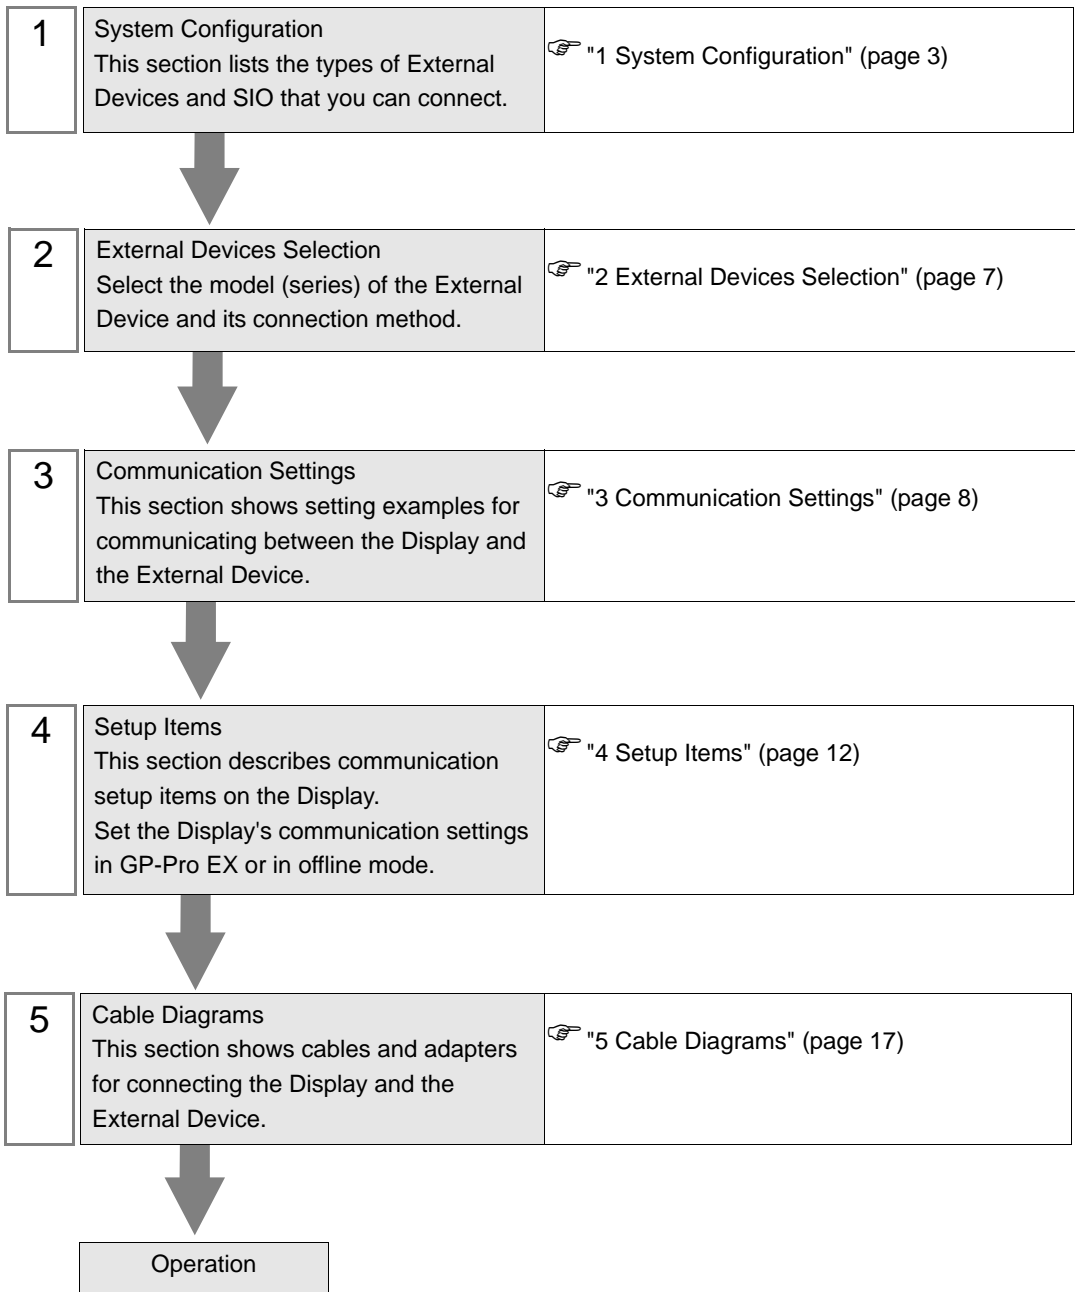 1
System Configuration
This section lists the types of External
Devices and SIO that you can connect.
"1 System Configuration" (page 3)
2
External Devices Selection
Select the model (series) of the External
Device and its connection method.
"2 External Devices Selection" (page 7)
3
Communication Settings
This section shows setting examples for
communicating between the Display and
the External Device.
"3 Communication Settings" (page 8)
4
Setup Items
This section describes communication
setup items on the Display.
Set the Display's communication settings
in GP-Pro EX or in offline mode.
"4 Setup Items" (page 12)
5
Cable Diagrams
This section shows cables and adapters
for connecting the Display and the
External Device.
"5 Cable Diagrams" (page 17)
Operation